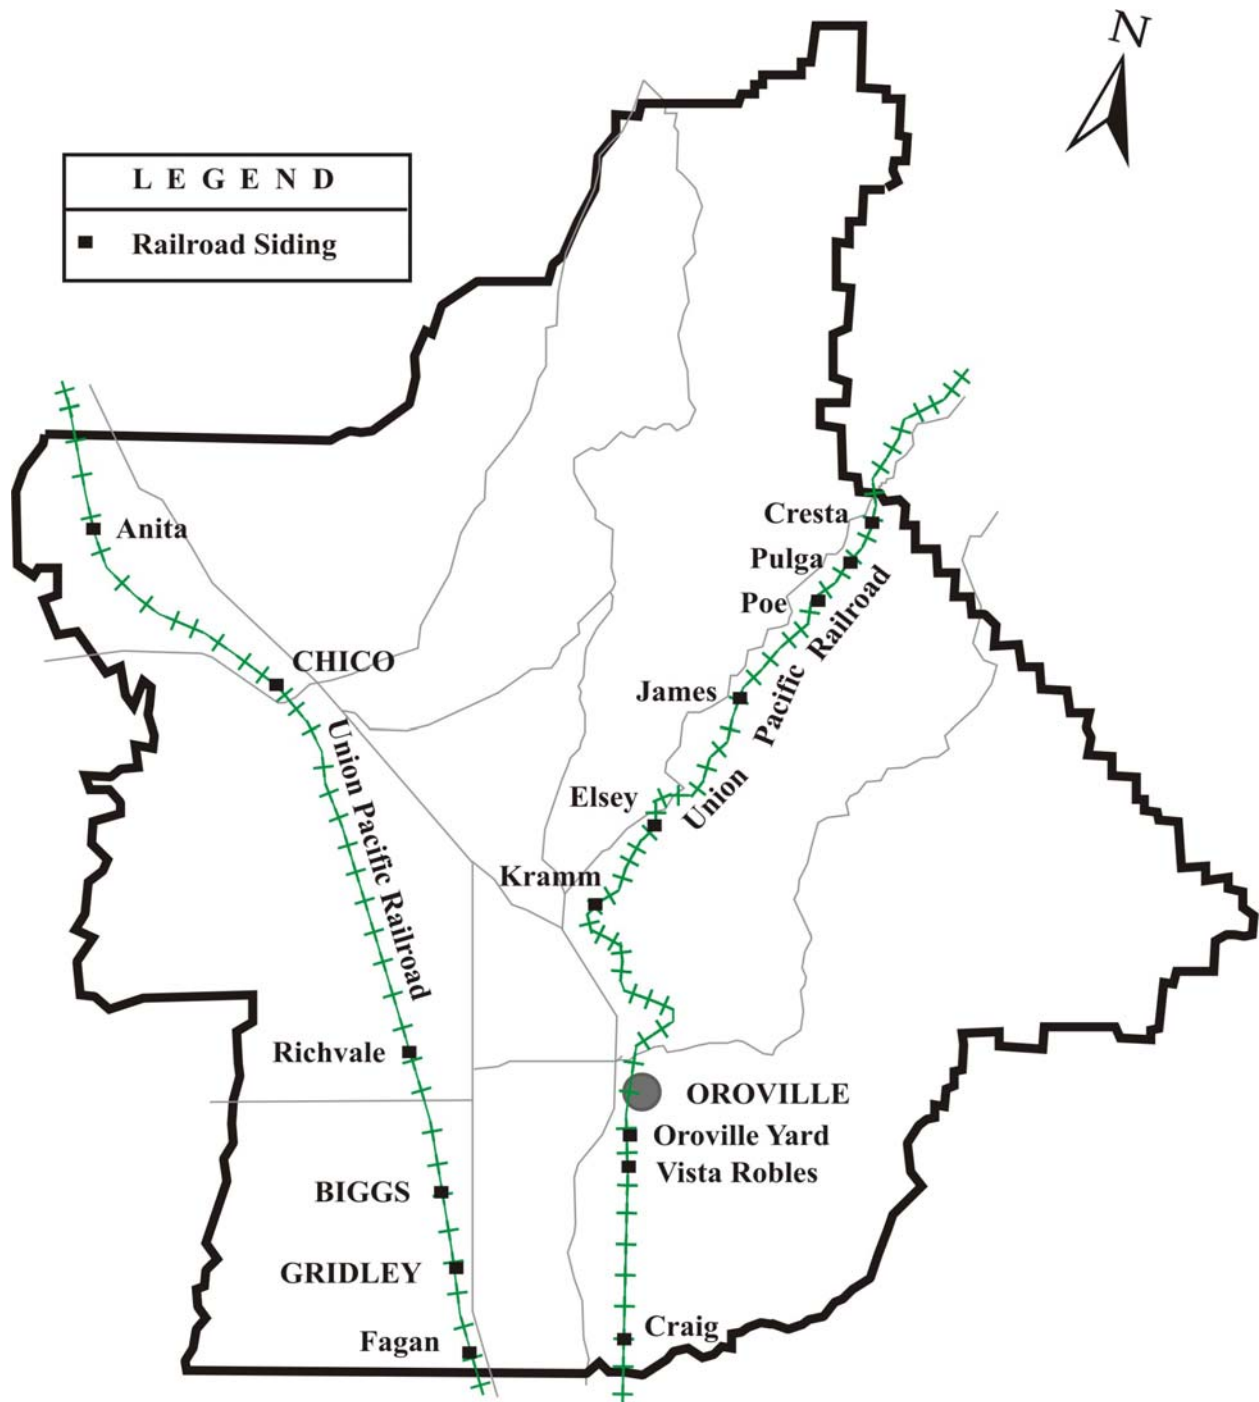 N
L E G E N D
Railroad Siding
Cresta
Anita
Pulga
Poe
CHICO
James
Union Pacific Railroad
Union Pacific Railroad
Elsey
Kramm
Richvale
OROVILLE
Oroville Yard
Vista Robles
BIGGS
GRIDLEY
Craig
Fagan